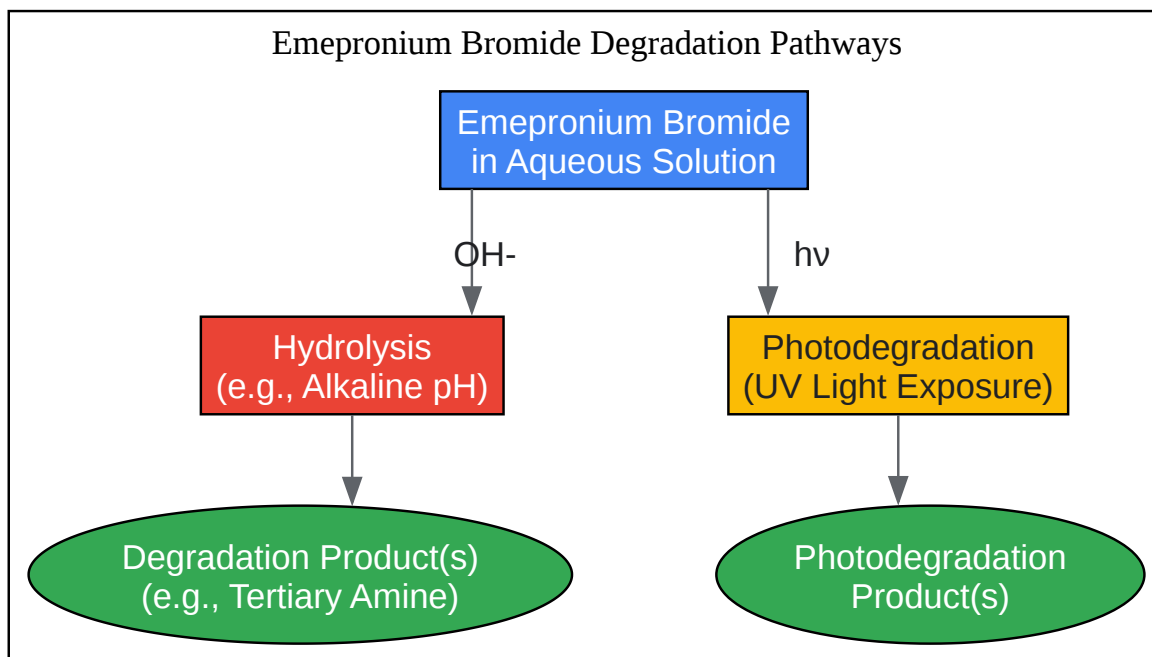 Emepronium Bromide Degradation Pathways
Emepronium Bromide
in Aqueous Solution
OH-
hν
Hydrolysis
(e.g., Alkaline pH)
Photodegradation
(UV Light Exposure)
Degradation Product(s)
(e.g., Tertiary Amine)
Photodegradation
Product(s)